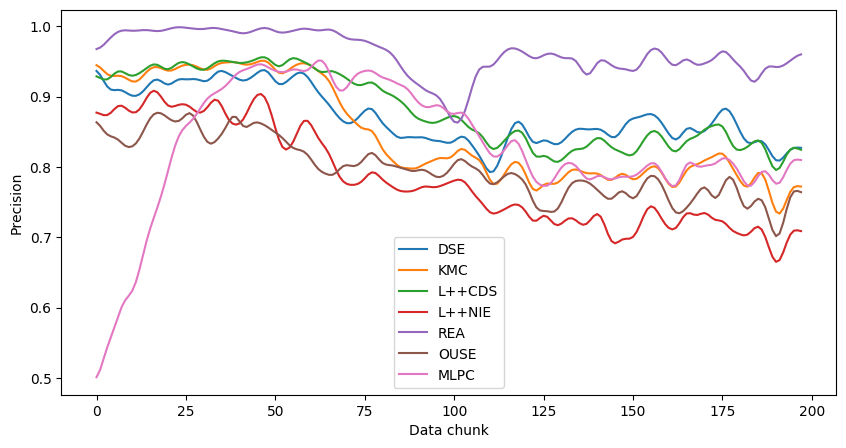 1.0
0.9
0.8
0.7
0.6
0.5
Precision
DSE
KMC
L++CDS
L++NIE
REA
OUSE
MLPC
0 25 50 75 100 125 150 175 200
Data chunk